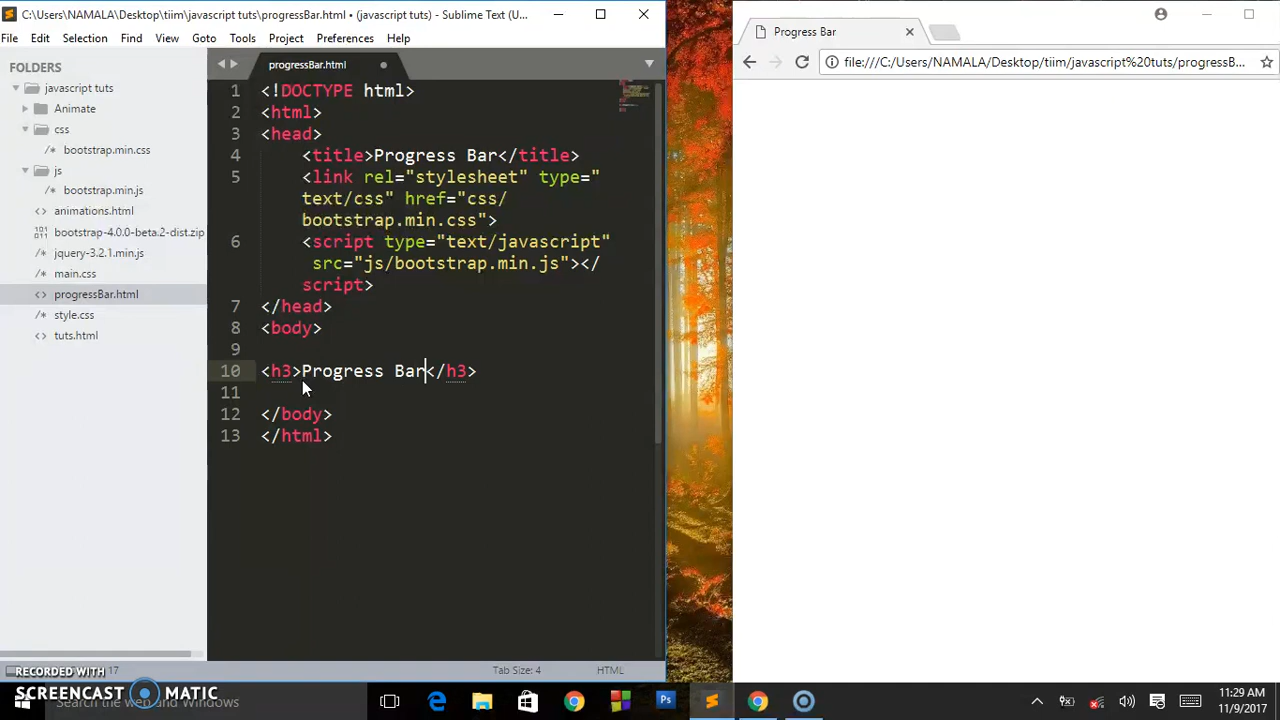 C:\Users\NAMALA\Desktop\tiim\javascript tuts\progressBar.html • (javascript tuts) - Sublime Text (U...
File Edit Selection Find View Goto Tools Project Preferences Help
FOLDERS
javascript tuts
Animate
css
bootstrap.min.css
js
bootstrap.min.js
animations.html
bootstrap-4.0.0-beta.2-dist.zip
jquery-3.2.1.min.js
main.css
progressBar.html
style.css
tuts.html
progressBar.html
1 <!DOCTYPE html>
2 <html>
3 <head>
4 <title>Progress Bar</title>
5 <link rel="stylesheet" type="
text/css" href="css/
bootstrap.min.css">
6 <script type="text/javascript"
src="js/bootstrap.min.js"></
script>
7 </head>
8 <body>
9
10 <h3>Progress Bar</h3>
11
12 </body>
13 </html>
17
Tab Size: 4
HTML
Progress Bar
file:///C:/Users/NAMALA/Desktop/tiim/javascript%20tuts/progressB...
RECORDED WITH
SCREENCAST MATIC
Search the web and Windows
Ps
11:29 AM
11/9/2017